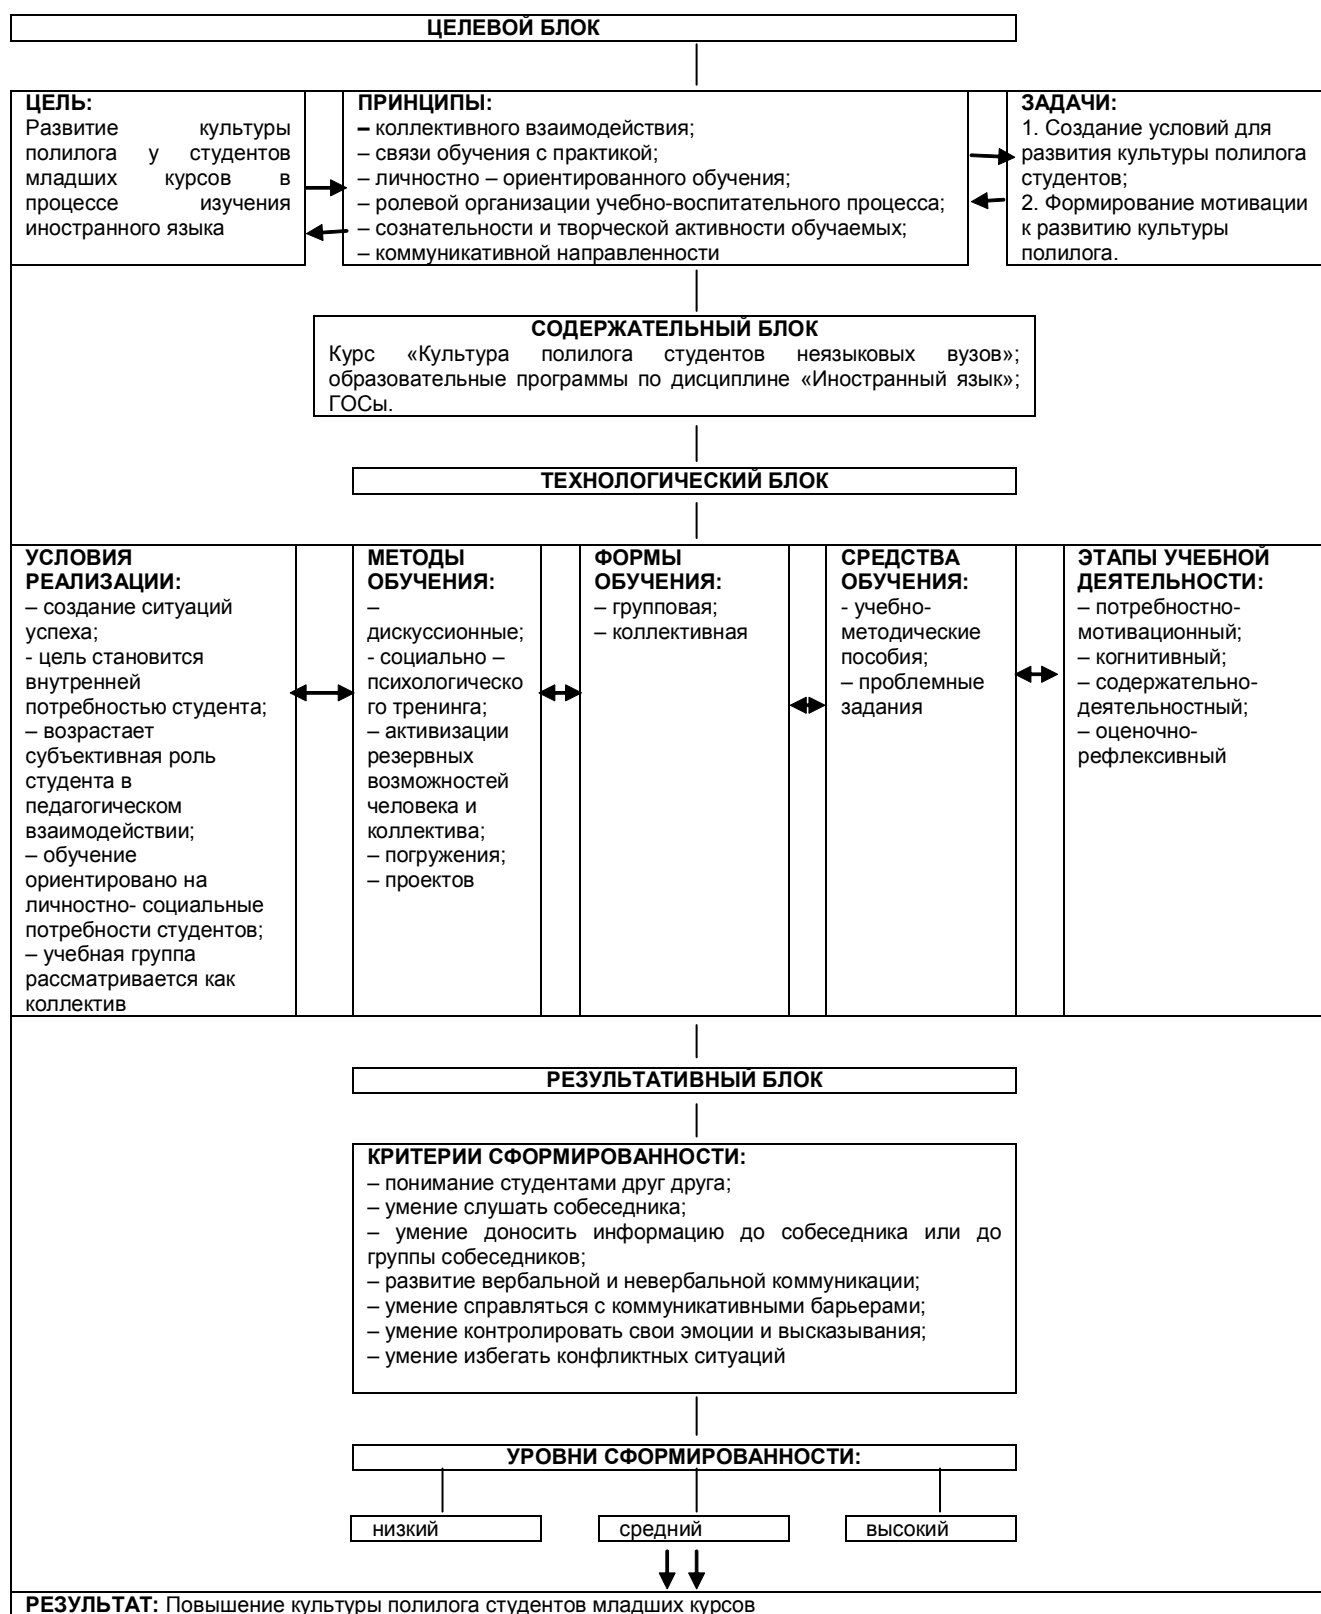 ЦЕЛЕВОЙ БЛОК
ЦЕЛЬ:
Развитие культуры
полилога у студентов
младших курсов в
процессе изучения
иностранного языка
ПРИНЦИПЫ:
– коллективного взаимодействия;
– связи обучения с практикой;
– личностно – ориентированного обучения;
– ролевой организации учебно-воспитательного процесса;
– сознательности и творческой активности обучаемых;
– коммуникативной направленности
ЗАДАЧИ:
1. Создание условий для
развития культуры полилога
студентов;
2. Формирование мотивации
к развитию культуры
полилога.
СОДЕРЖАТЕЛЬНЫЙ БЛОК
Курс «Культура полилога студентов неязыковых вузов»;
образовательные программы по дисциплине «Иностранный язык»;
ГОСы.
ТЕХНОЛОГИЧЕСКИЙ БЛОК
УСЛОВИЯ
РЕАЛИЗАЦИИ:
– создание ситуаций
успеха;
- цель становится
внутренней
потребностью студента;
– возрастает
субъективная роль
студента в
педагогическом
взаимодействии;
– обучение
ориентировано на
личностно- социальные
потребности студентов;
– учебная группа
рассматривается как
коллектив
МЕТОДЫ
ОБУЧЕНИЯ:
–
дискуссионные;
- социально –
психологическо
го тренинга;
– активизации
резервных
возможностей
человека и
коллектива;
– погружения;
– проектов
ФОРМЫ
ОБУЧЕНИЯ:
– групповая;
– коллективная
СРЕДСТВА
ОБУЧЕНИЯ:
- учебно-
методические
пособия;
– проблемные
задания
ЭТАПЫ УЧЕБНОЙ
ДЕЯТЕЛЬНОСТИ:
– потребностно-
мотивационный;
– когнитивный;
– содержательно-
деятельностный;
– оценочно-
рефлексивный
РЕЗУЛЬТАТИВНЫЙ БЛОК
КРИТЕРИИ СФОРМИРОВАННОСТИ:
– понимание студентами друг друга;
– умение слушать собеседника;
– умение доносить информацию до собеседника или до
группы собеседников;
– развитие вербальной и невербальной коммуникации;
– умение справляться с коммуникативными барьерами;
– умение контролировать свои эмоции и высказывания;
– умение избегать конфликтных ситуаций
УРОВНИ СФОРМИРОВАННОСТИ:
низкий
средний
высокий
РЕЗУЛЬТАТ: Повышение культуры полилога студентов младших курсов